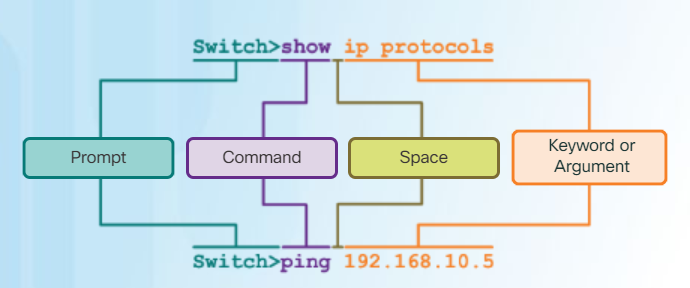 Switch>show ip protocols
Prompt
Command
Space
Keyword or
Argument
Switch>ping 192.168.10.5